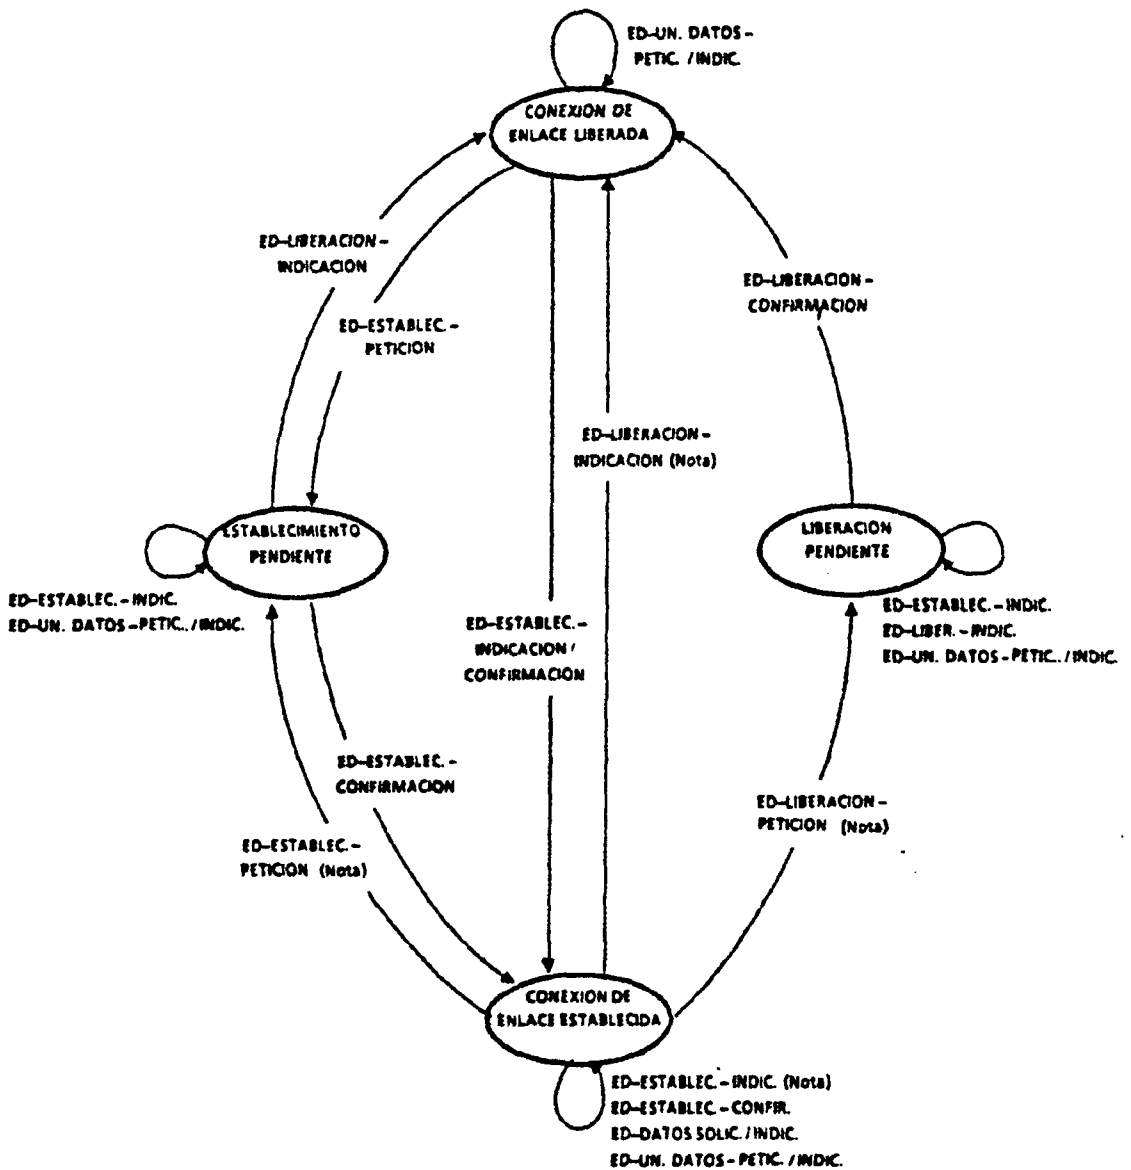 ED-UN. DATOS-
PETIC. / INDIC.
CONEXION DE
ENLACE LIBERADA
ED-LIBERACION-
INDICACION
ED-LIBERACION-
CONFIRMACION
ED-ESTABLEC.-
PETICION
ED-LIBERACION-
INDICACION (Nota)
ESTABLECIMIENTO
PENDIENTE
LIBERACION
PENDIENTE
ED-ESTABLEC.-INDIC.
ED-UN. DATOS-PETIC. / INDIC.
ED-ESTABLEC.-INDIC.
ED-LIBER.-INDIC.
ED-UN. DATOS-PETIC. / INDIC.
ED-ESTABLEC.-
INDICACION /
CONFIRMACION
ED-ESTABLEC.-
CONFIRMACION
ED-LIBERACION-
PETICION (Nota)
ED-ESTABLEC.-
PETICION (Nota)
CONEXION DE
ENLACE ESTABLECIDA
ED-ESTABLEC.-INDIC. (Nota)
ED-ESTABLEC.-CONFIR.
ED-DATOS SOLIC. / INDIC.
ED-UN. DATOS-PETIC. / INDIC.